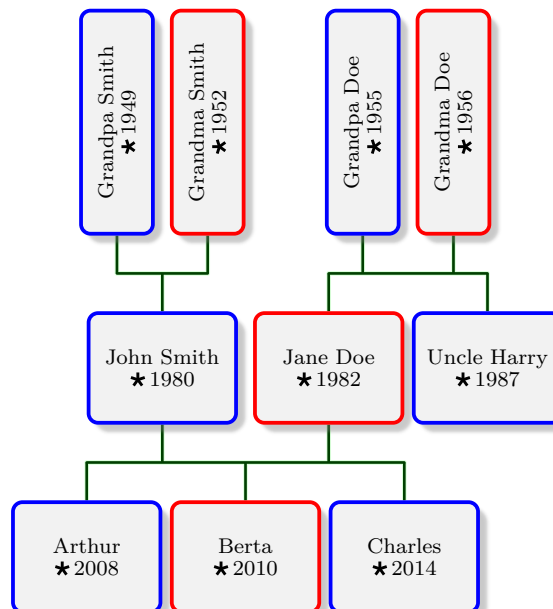 Grandpa Smith
★ 1949
Grandma Smith
★ 1952
Grandpa Doe
★ 1955
Grandma Doe
★ 1956
John Smith
★ 1980
Jane Doe
★ 1982
Uncle Harry
★ 1987
Arthur
★ 2008
Berta
★ 2010
Charles
★ 2014